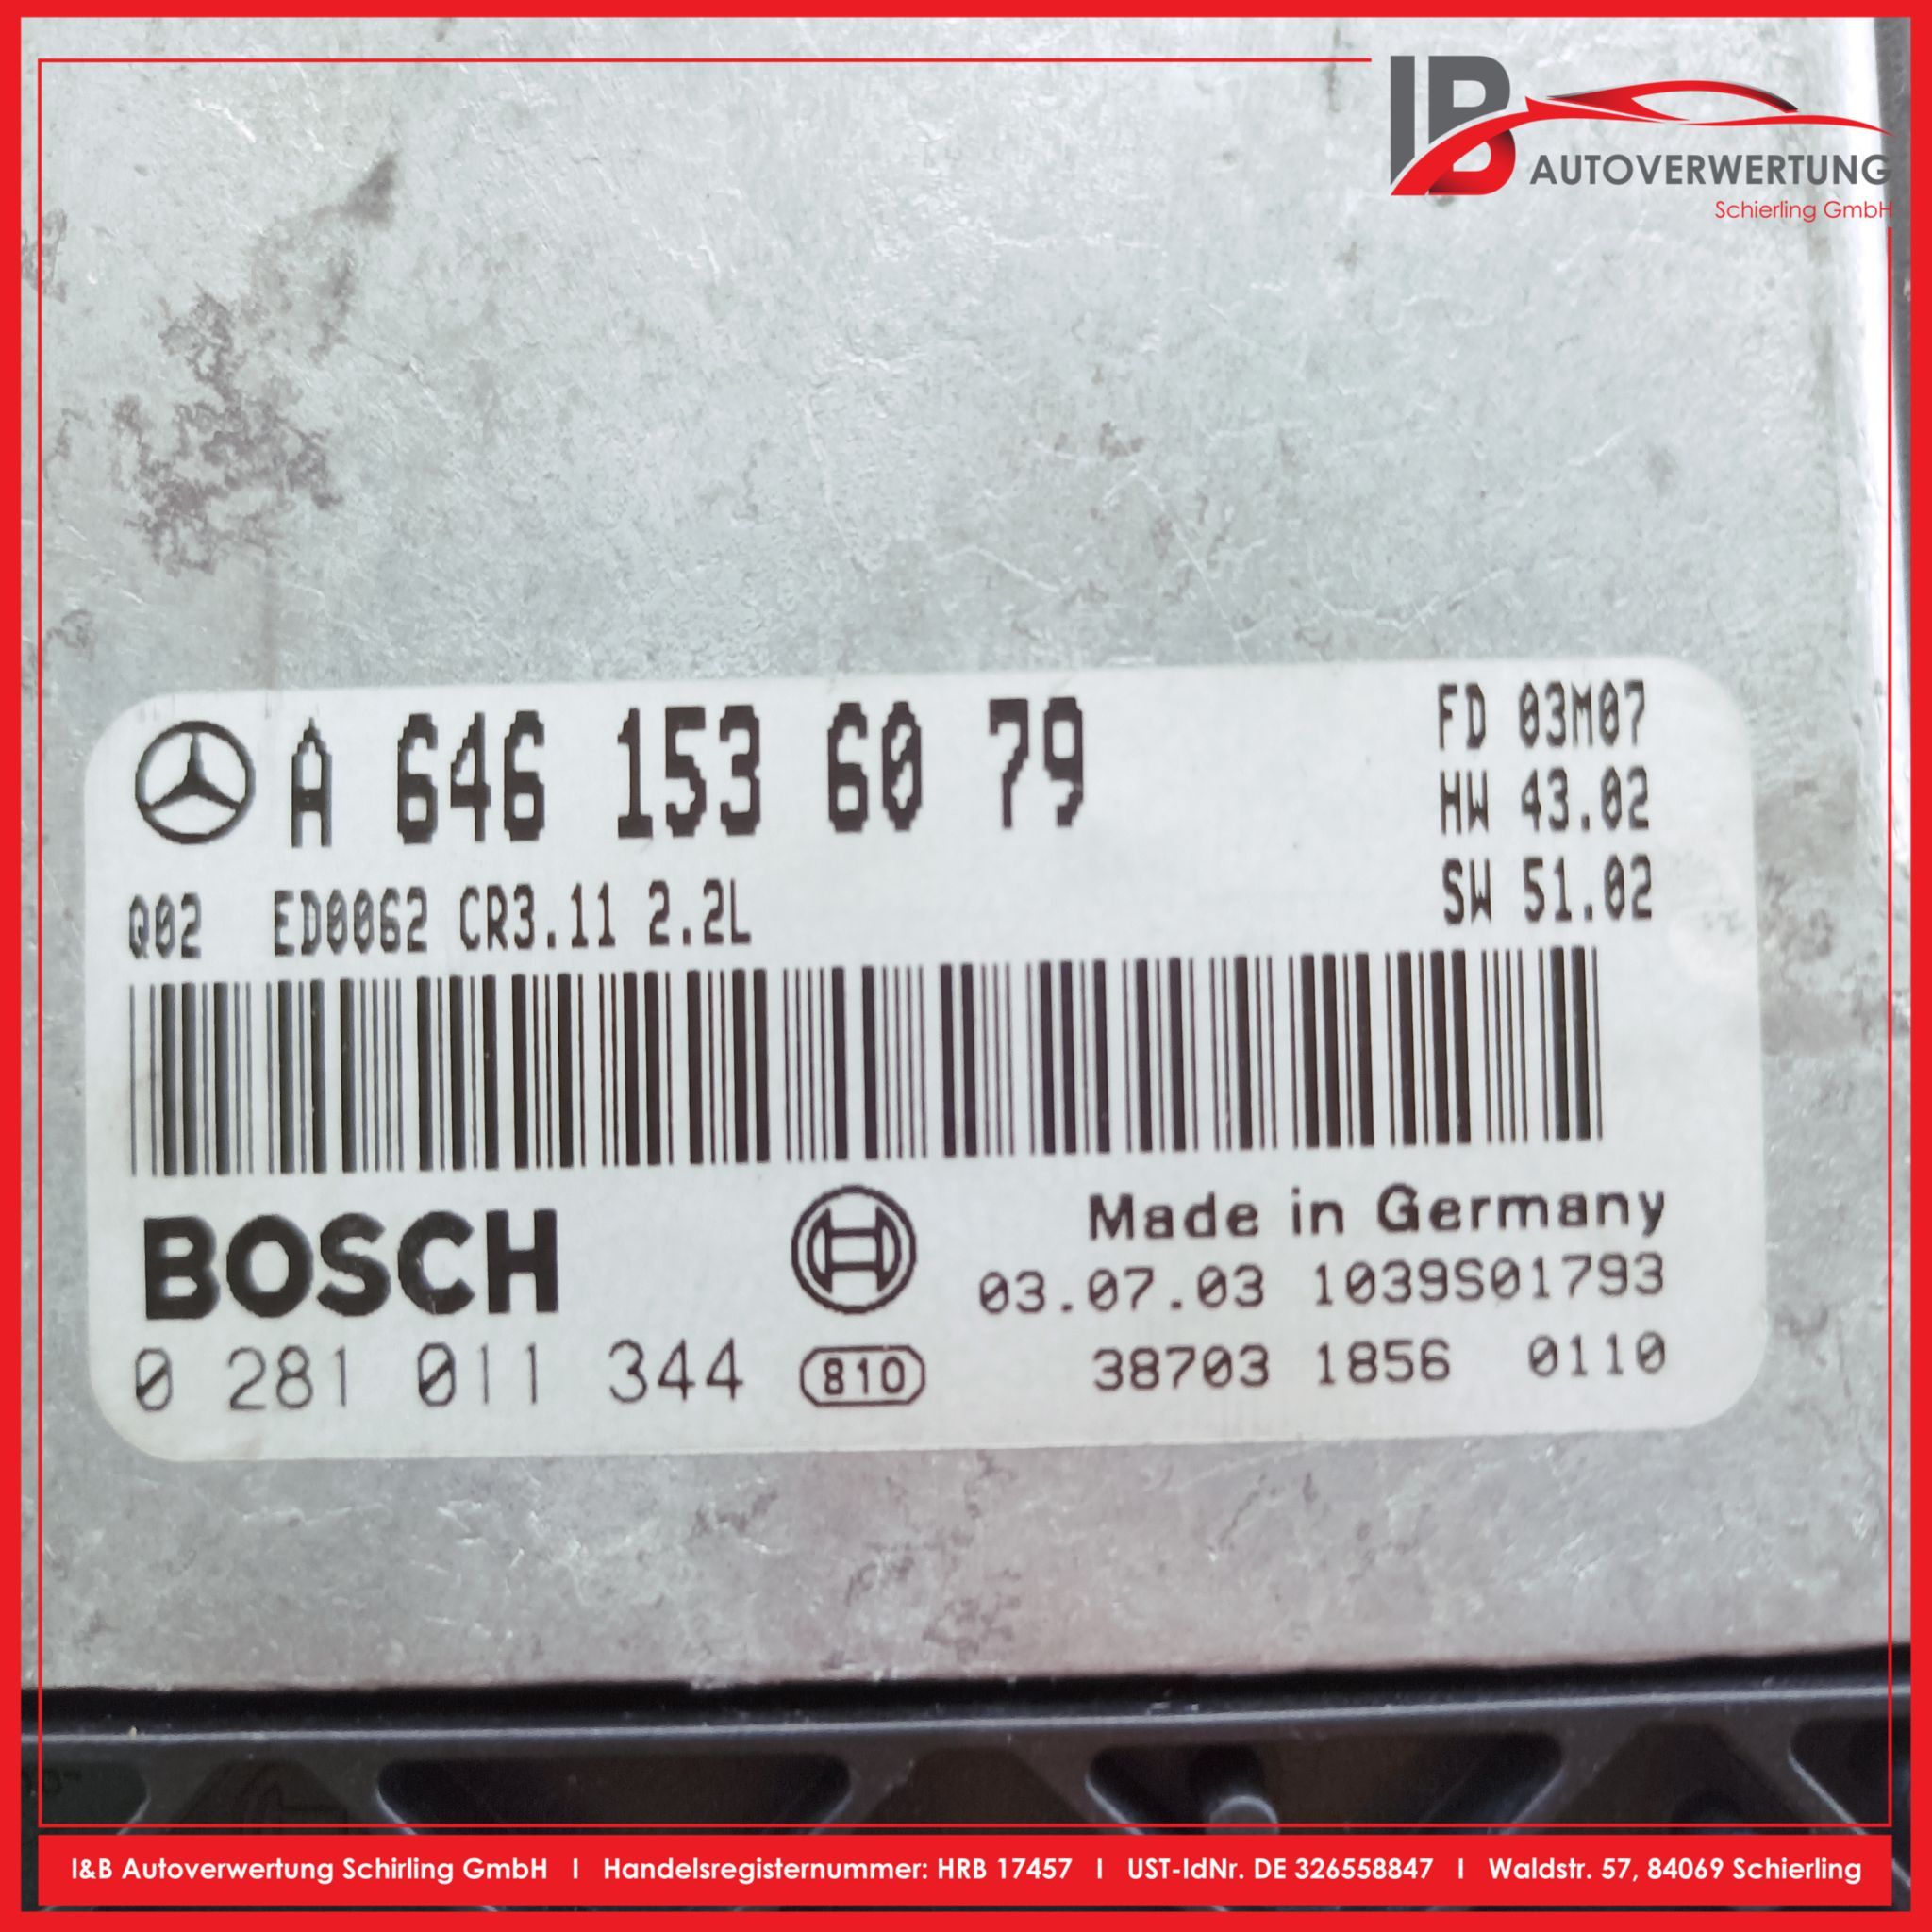 IB AUTOVERWERTUNG
Schierling GmbH
A 646 153 60 79
FD 03M07
HW 43.02
SW 51.02
Q02 ED0062 CR3.11 2.2L
BOSCH
Made in Germany
03.07.03 1039S01793
0 281 011 344 810 38703 1856 0110
I&B Autoverwertung Schirling GmbH I Handelsregisternummer: HRB 17457 I UST-IdNr. DE 326558847 I Waldstr. 57, 84069 Schierling